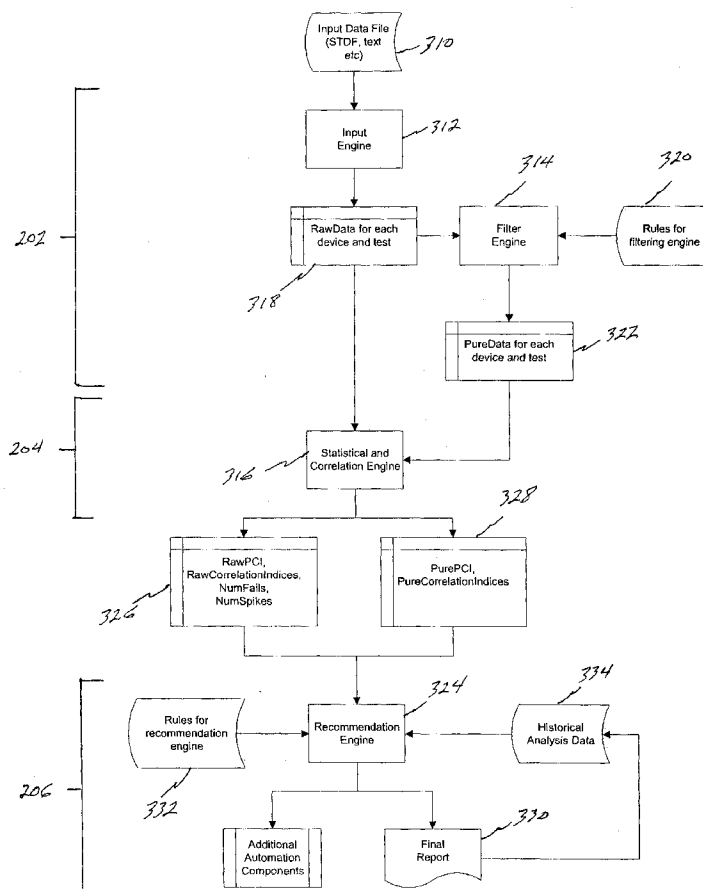 Input Data File
(STDF, text
etc)
310
Input
Engine
312
314
320
202
RawData for each
device and test
Filter
Engine
Rules for
filtering engine
318
PureData for each
device and test
322
204
316
Statistical and
Correlation Engine
328
RawPCI,
RawCorrelationIndices,
NumFails,
NumSpikes
PurePCI,
PureCorrelationIndices
326
324
334
Rules for
recommendation
engine
Recommendation
Engine
Historical
Analysis Data
206
332
330
Additional
Automation
Components
Final
Report